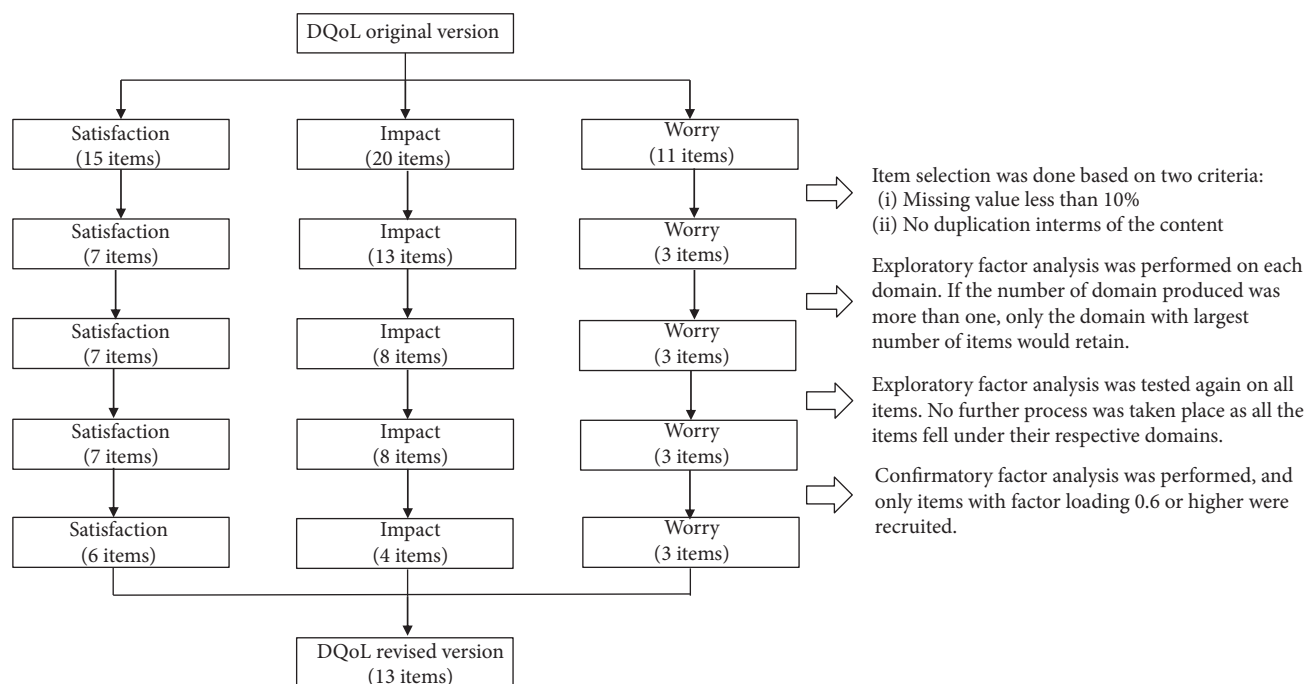 DQoL original version
Satisfaction
(15 items)
Impact
(20 items)
Worry
(11 items)
Item selection was done based on two criteria:
(i) Missing value less than 10%
(ii) No duplication interms of the content
Satisfaction
(7 items)
Impact
(13 items)
Worry
(3 items)
Exploratory factor analysis was performed on each
domain. If the number of domain produced was
more than one, only the domain with largest
number of items would retain.
Satisfaction
(7 items)
Impact
(8 items)
Worry
(3 items)
Exploratory factor analysis was tested again on all
items. No further process was taken place as all the
items fell under their respective domains.
Satisfaction
(7 items)
Impact
(8 items)
Worry
(3 items)
Confirmatory factor analysis was performed, and
only items with factor loading 0.6 or higher were
recruited.
Satisfaction
(6 items)
Impact
(4 items)
Worry
(3 items)
DQoL revised version
(13 items)